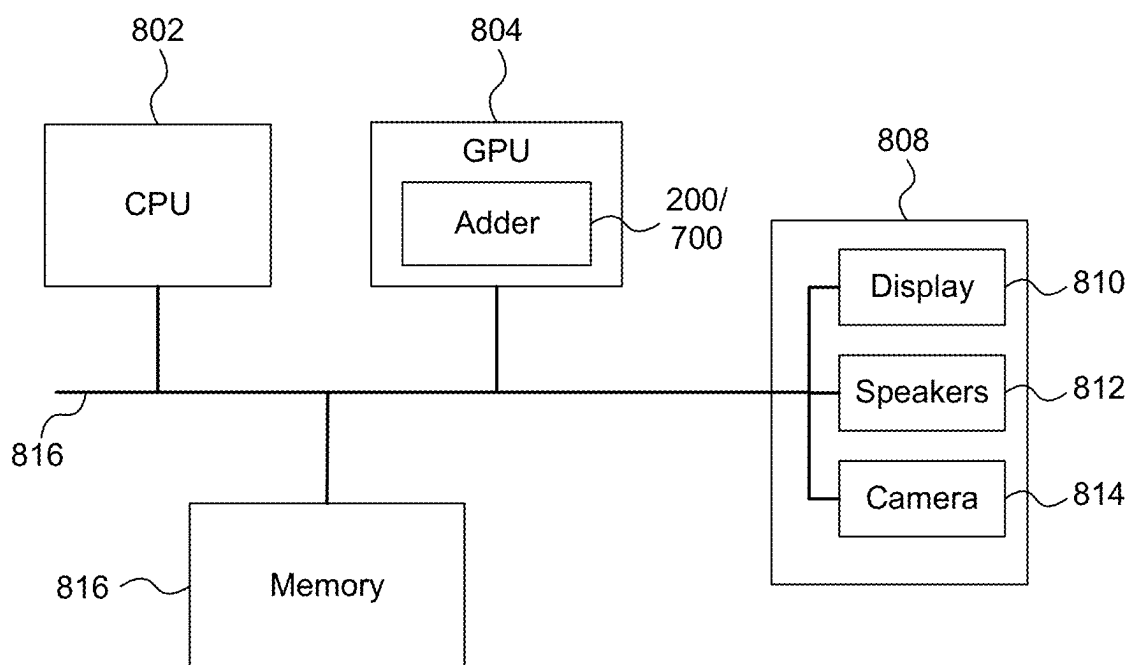 802
804
CPU
GPU
Adder
200/
700
808
Display
810
Speakers
812
Camera
814
816
816
Memory